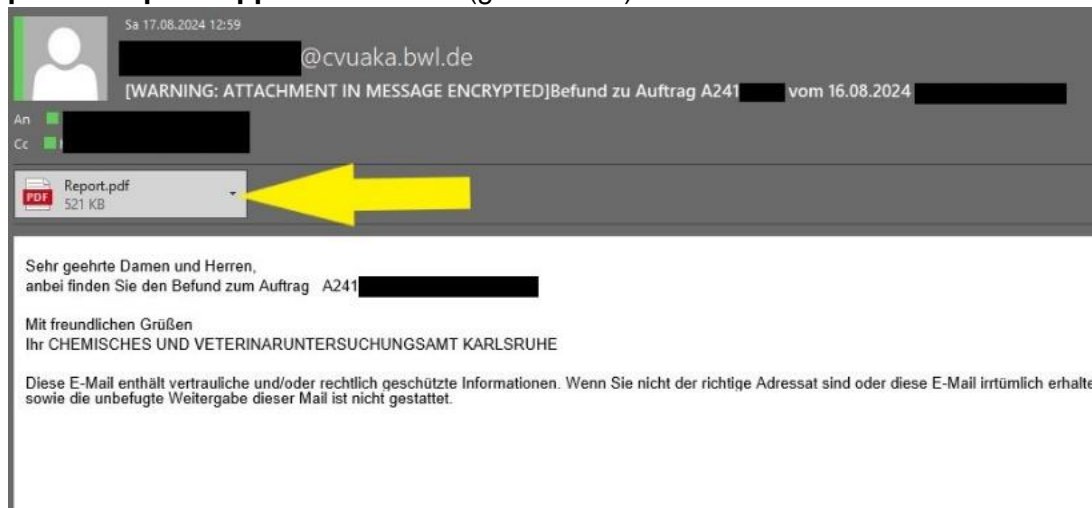 Sa 17.08.2024 12:59
@cvuaka.bwl.de
[WARNING: ATTACHMENT IN MESSAGE ENCRYPTED]Befund zu Auftrag A241 vom 16.08.2024
An
Cc
PDF
Report.pdf
521 KB
Sehr geehrte Damen und Herren,
anbei finden Sie den Befund zum Auftrag A241
Mit freundlichen Grüßen
Ihr CHEMISCHES UND VETERINARUNTERSUCHUNGSAMT KARLSRUHE
Diese E-Mail enthält vertrauliche und/oder rechtlich geschützte Informationen. Wenn Sie nicht der richtige Adressat sind oder diese E-Mail irrtümlich erhalte
sowie die unbefugte Weitergabe dieser Mail ist nicht gestattet.